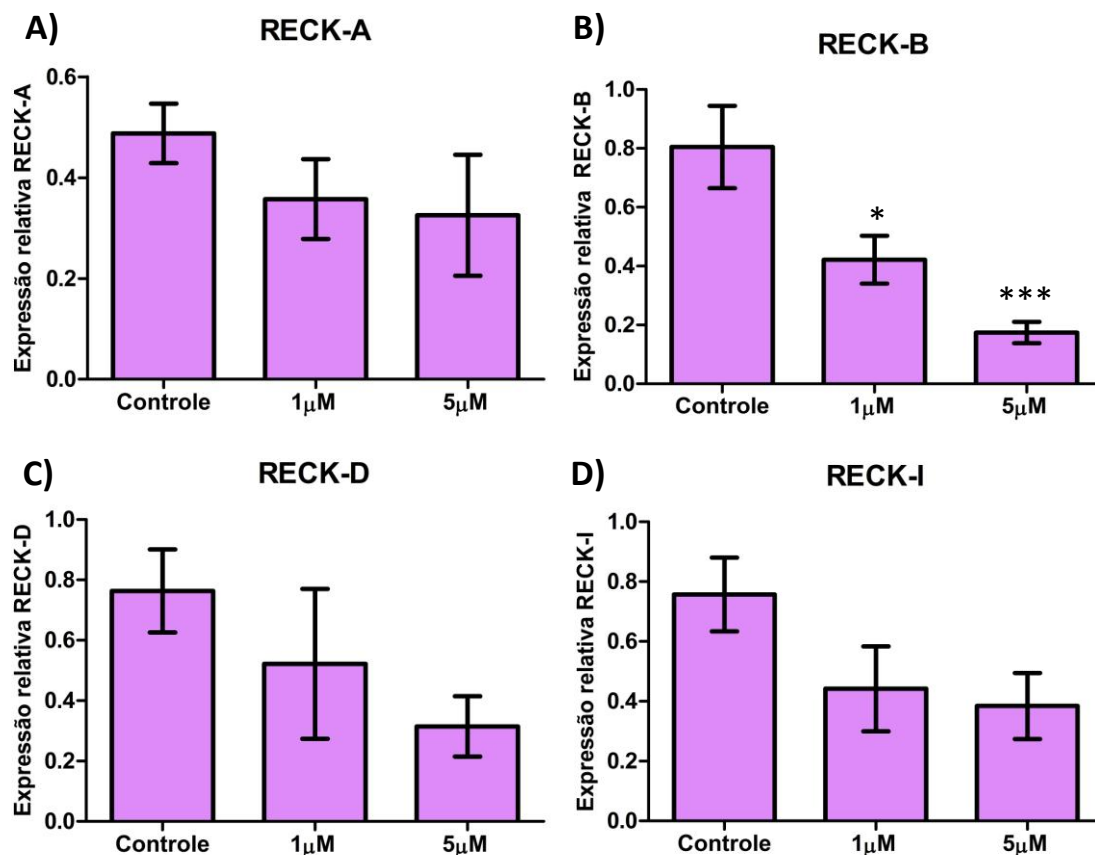 A)
RECK-A
Expressão relativa RECK-A
0.6
0.4
0.2
0.0
Controle
1µM
5µM
B)
RECK-B
Expressão relativa RECK-B
1.0
0.8
0.6
0.4
0.2
0.0
*
***
Controle
1µM
5µM
C)
RECK-D
Expressão relativa RECK-D
1.0
0.8
0.6
0.4
0.2
0.0
Controle
1µM
5µM
D)
RECK-I
Expressão relativa RECK-I
1.0
0.8
0.6
0.4
0.2
0.0
Controle
1µM
5µM